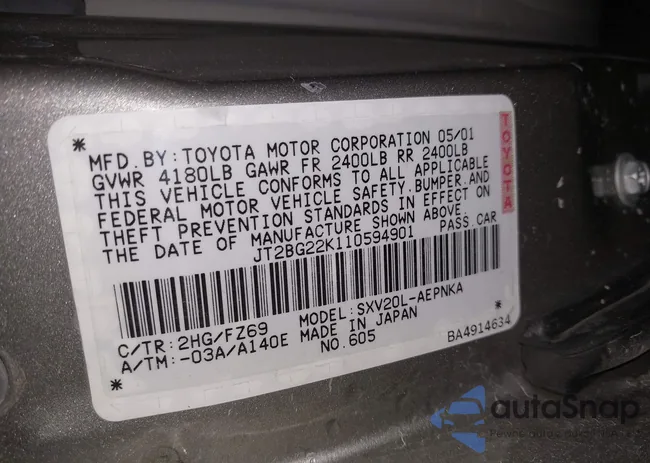 MFD. BY: TOYOTA MOTOR CORPORATION 05/01
GVWR 4180LB GAWR FR 2400LB RR 2400LB
THIS VEHICLE CONFORMS TO ALL APPLICABLE
FEDERAL MOTOR VEHICLE SAFETY, BUMPER, AND
THEFT PREVENTION STANDARDS IN EFFECT ON
THE DATE OF MANUFACTURE SHOWN ABOVE.
JT2BG22K110594901 PASS. CAR
TOYOTA
C/TR: 2HG/FZ69 MODEL: SXV20L-AEPNKA
A/TM: -03A/A140E MADE IN JAPAN
NO. 605 BA4914634
autoSnap